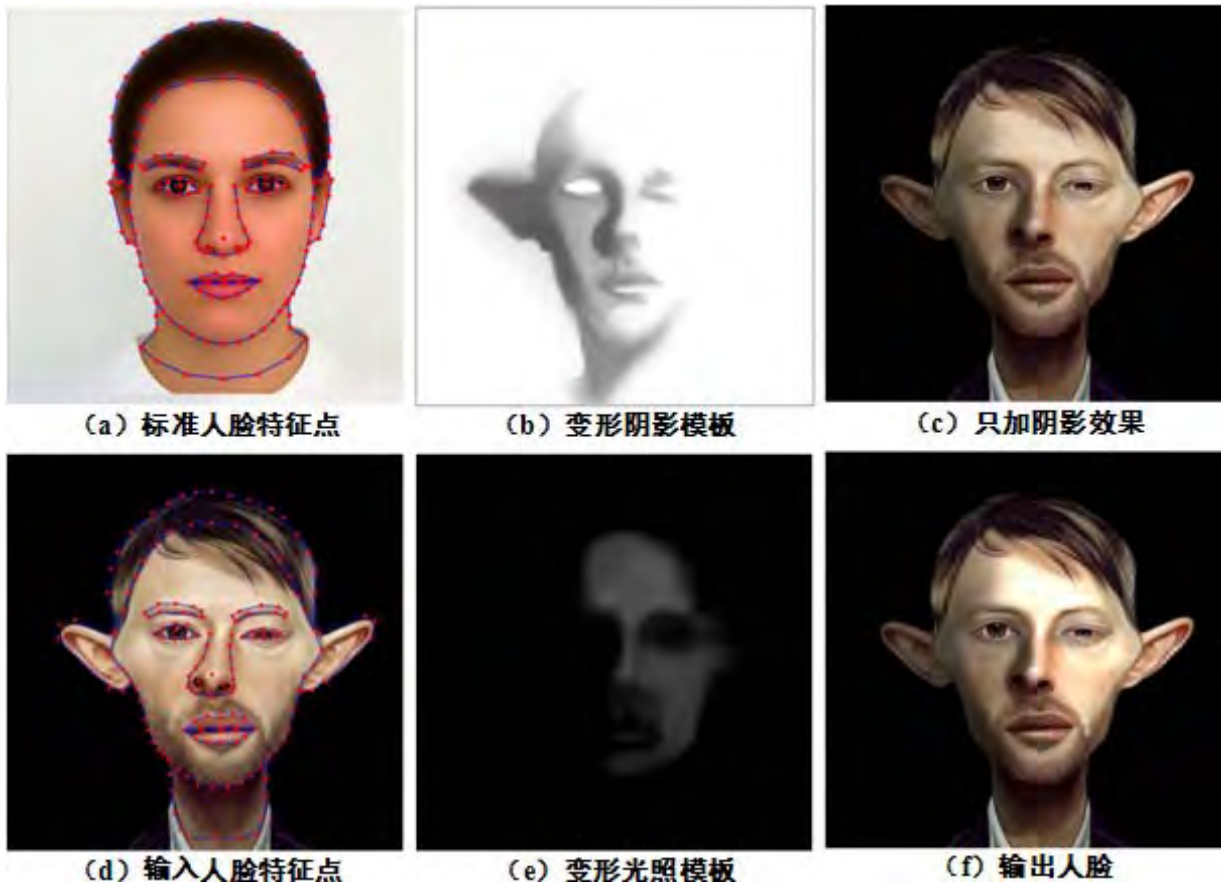 （a）标准人脸特征点
（b）变形阴影模板
（c）只加阴影效果
（d）输入人脸特征点
（e）变形光照模板
（f）输出人脸